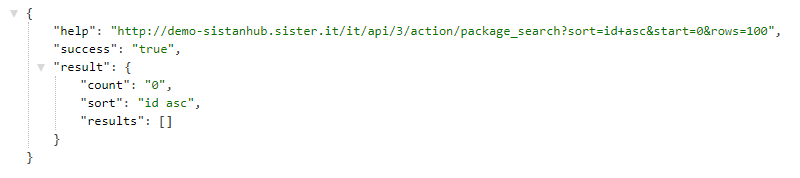 {
"help": "http://demo-sistanhub.sister.it/it/api/3/action/package_search?sort=id+asc&start=0&rows=100",
"success": "true",
"result": {
"count": "0",
"sort": "id asc",
"results": []
}
}